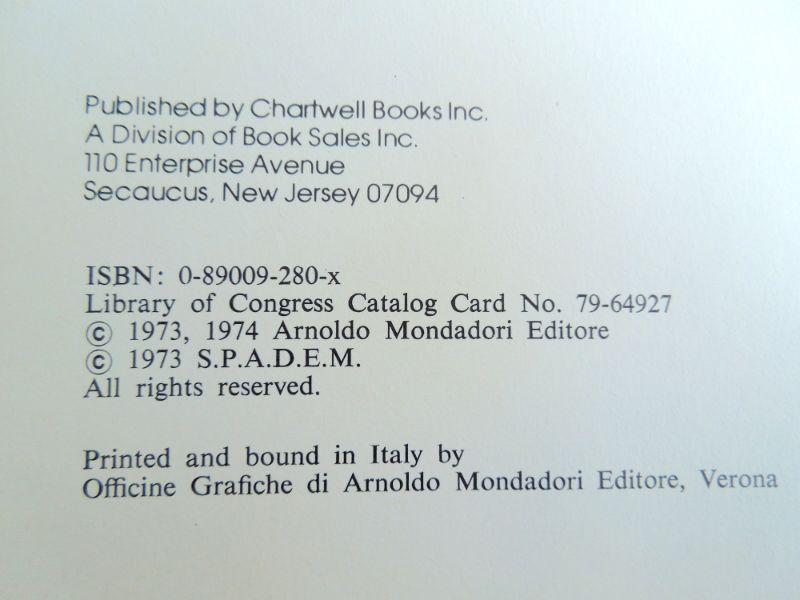 Published by Chartwell Books Inc.
A Division of Book Sales Inc.
110 Enterprise Avenue
Secaucus, New Jersey 07094
ISBN: 0-89009-280-x
Library of Congress Catalog Card No. 79-64927
© 1973, 1974 Arnoldo Mondadori Editore
© 1973 S.P.A.D.E.M.
All rights reserved.
Printed and bound in Italy by
Officine Grafiche di Arnoldo Mondadori Editore, Verona